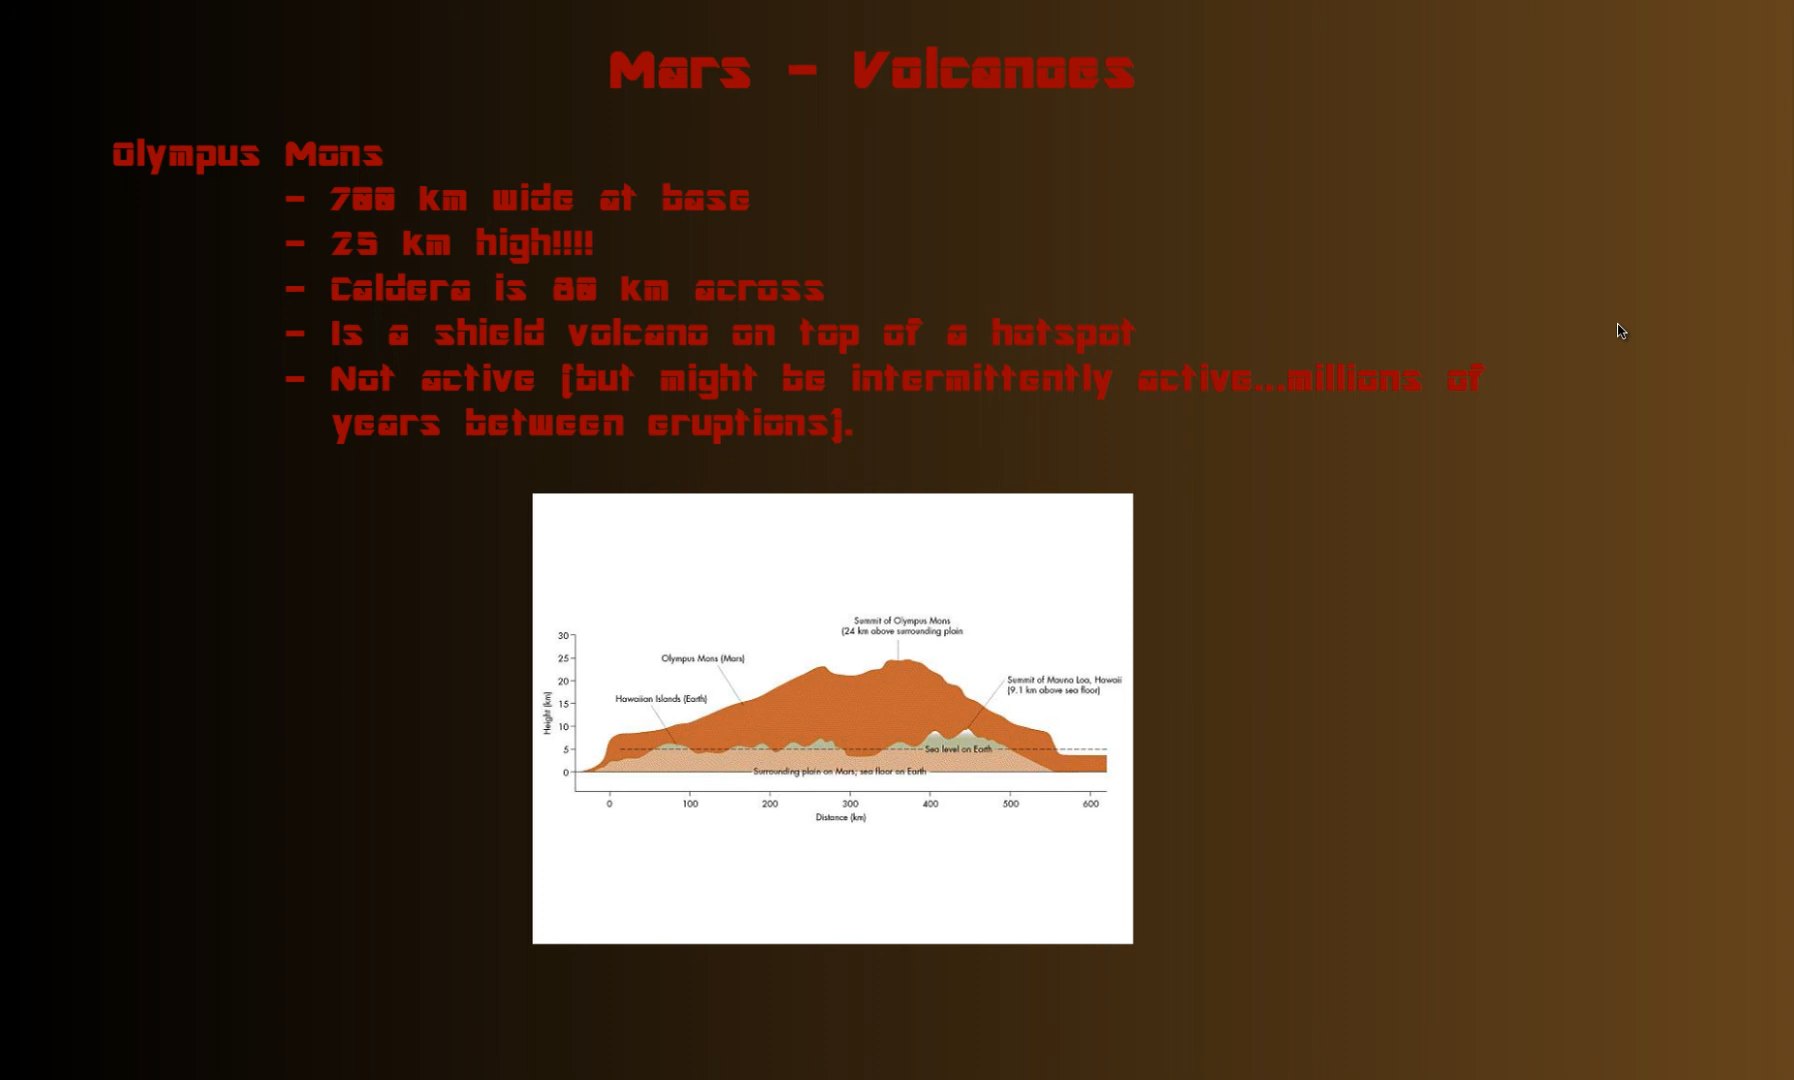 Mars - Volcanoes
Olympus Mons
- 700 km wide at base
- 25 km high!!!!
- Caldera is 80 km across
- Is a shield volcano on top of a hotspot
- Not active (but might be intermittently active...millions of
years between eruptions).
Summit of Olympus Mons
(24 km above surrounding plain
Olympus Mons (Mars)
Hawaiian Islands (Earth)
Summit of Mauna Loa, Hawaii
(9.1 km above sea floor)
30
25
20
15
10
5
0
Height (km)
Sea level on Earth
Surrounding plain on Mars; sea floor on Earth
0 100 200 300 400 500 600
Distance (km)